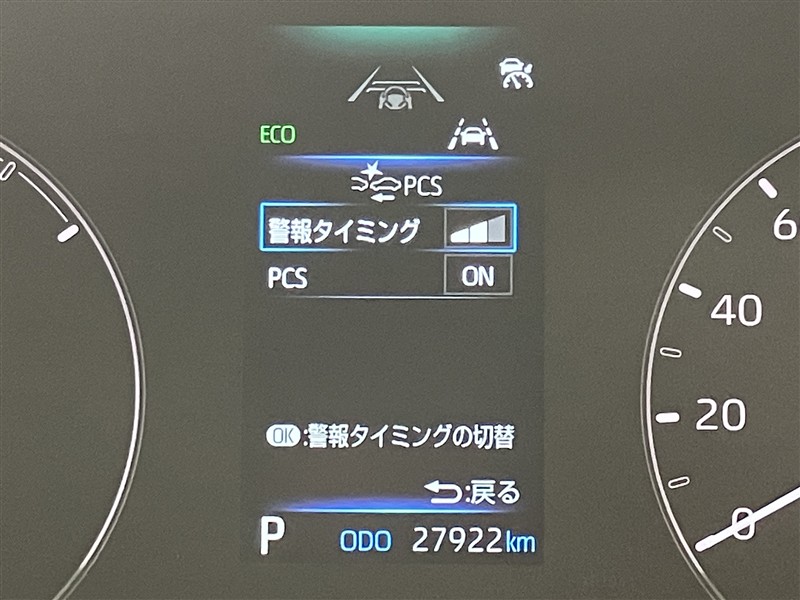 ECO
PCS
警報タイミング
PCS ON
OK:警報タイミングの切替
:戻る
P ODO 27922km
6
40
20
0